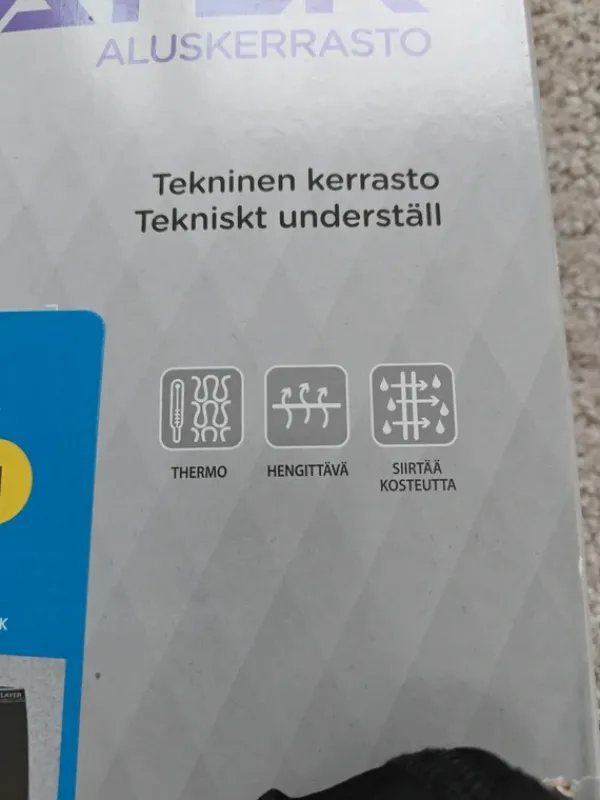 ALUSKERRASTO
Tekninen kerrasto
Tekniskt underställ
THERMO
HENGITTÄVÄ
SIIRTÄÄ
KOSTEUTTA